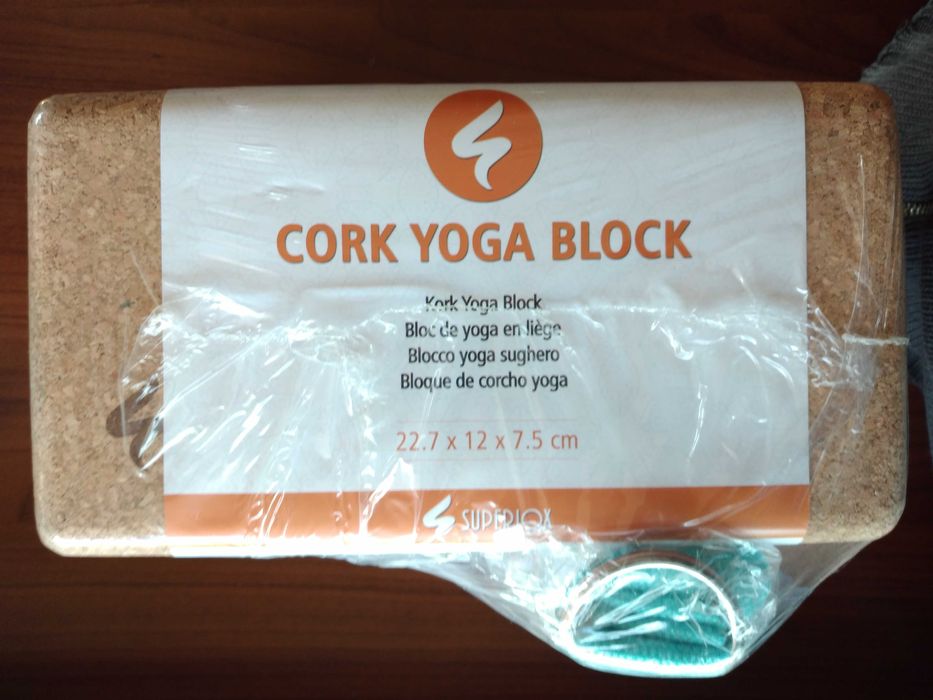 CORK YOGA BLOCK
Kork Yoga Block
Bloc de yoga en liège
Blocco yoga sughero
Bloque de corcho yoga
22.7 x 12 x 7.5 cm
SUPERIOX